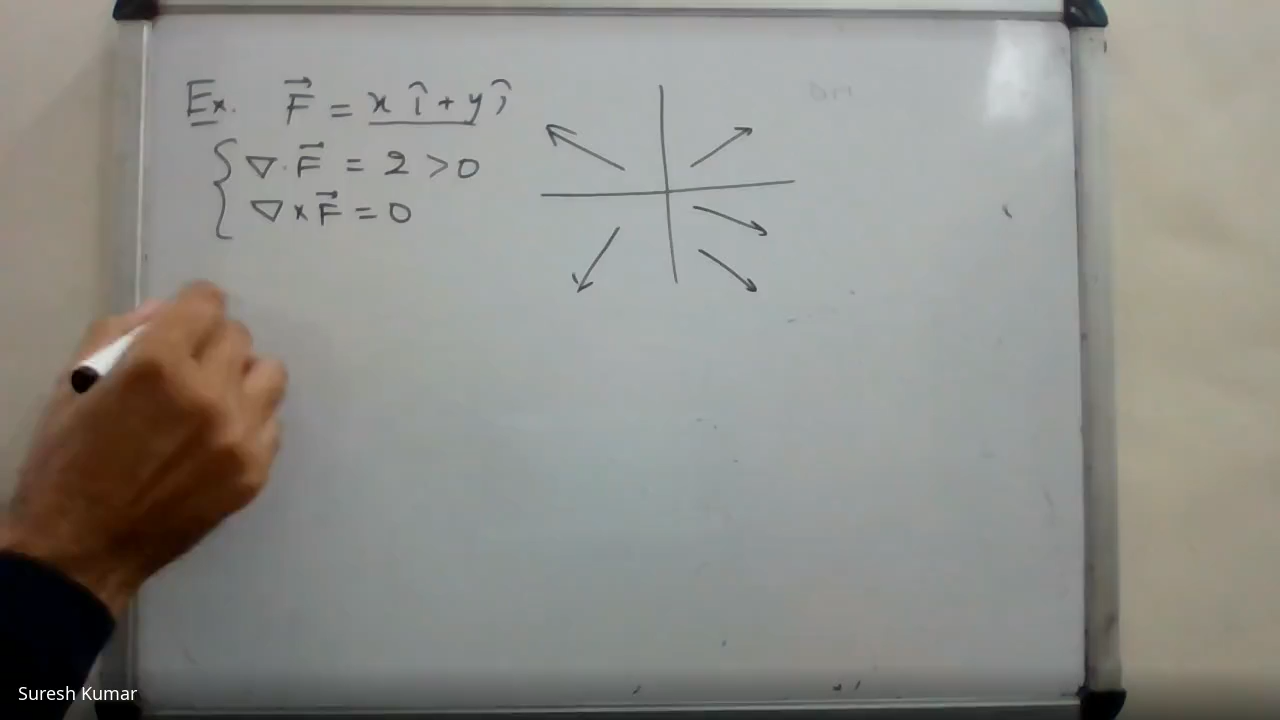 Ex. F⃗ = x î + y ĵ
∇·F⃗ = 2 > 0
∇×F⃗ = 0
Suresh Kumar